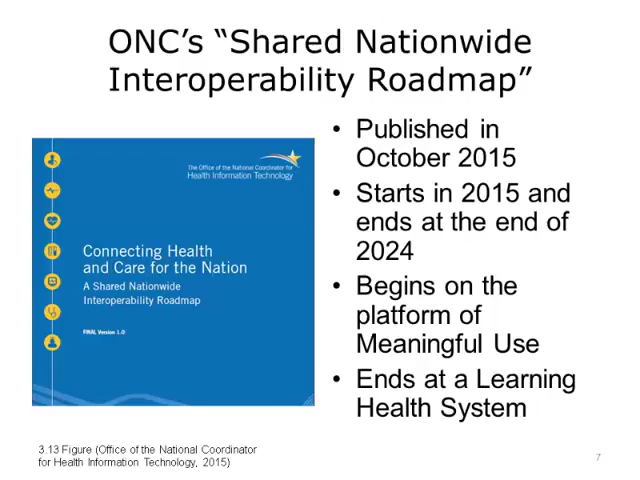 ONC’s “Shared Nationwide
Interoperability Roadmap”
The Office of the National Coordinator for
Health Information Technology
Connecting Health
and Care for the Nation
A Shared Nationwide
Interoperability Roadmap
FINAL Version 1.0
• Published in
October 2015
• Starts in 2015 and
ends at the end of
2024
• Begins on the
platform of
Meaningful Use
• Ends at a Learning
Health System
3.13 Figure (Office of the National Coordinator
for Health Information Technology, 2015)
7